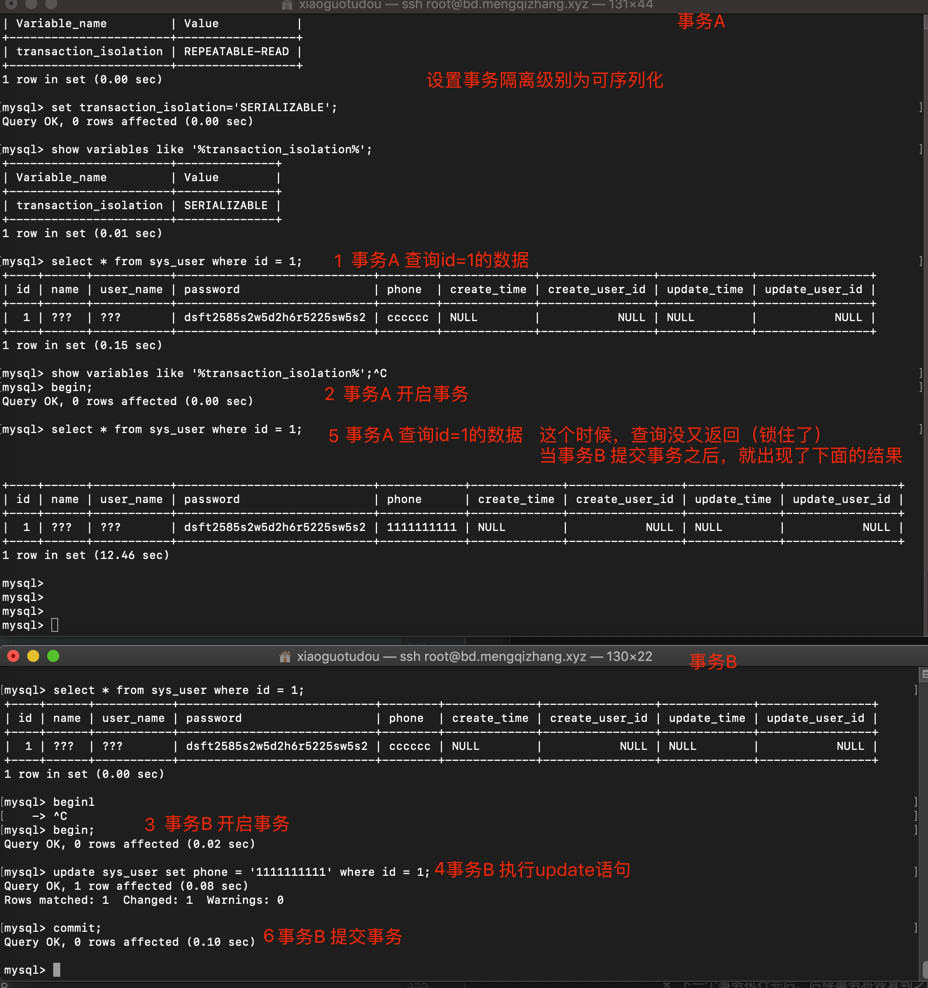 xiaoguotudou — ssh root@bd.mengqizhang.xyz — 131×44
事务A
| Variable_name | Value |
+-----------------------+-----------------+
| transaction_isolation | REPEATABLE-READ |
+-----------------------+-----------------+
1 row in set (0.00 sec)
设置事务隔离级别为可序列化
[mysql> set transaction_isolation='SERIALIZABLE'; ]
Query OK, 0 rows affected (0.00 sec)
[mysql> show variables like '%transaction_isolation%'; ]
+-----------------------+--------------+
| Variable_name | Value |
+-----------------------+--------------+
| transaction_isolation | SERIALIZABLE |
+-----------------------+--------------+
1 row in set (0.01 sec)
[mysql> select * from sys_user where id = 1; 1 事务A 查询id=1的数据 ]
+----+------+-----------+--------------------------+--------+-------------+----------------+-------------+----------------+
| id | name | user_name | password | phone | create_time | create_user_id | update_time | update_user_id |
+----+------+-----------+--------------------------+--------+-------------+----------------+-------------+----------------+
| 1 | ??? | ??? | dsft2585s2w5d2h6r5225sw5s2 | cccccc | NULL | NULL | NULL | NULL |
+----+------+-----------+--------------------------+--------+-------------+----------------+-------------+----------------+
1 row in set (0.15 sec)
[mysql> show variables like '%transaction_isolation%';^C ]
[mysql> begin; ]
2 事务A 开启事务
Query OK, 0 rows affected (0.00 sec)
[mysql> select * from sys_user where id = 1; 5 事务A 查询id=1的数据 这个时候，查询没又返回（锁住了） ]
当事务B 提交事务之后，就出现了下面的结果
+----+------+-----------+--------------------------+------------+-------------+----------------+-------------+----------------+
| id | name | user_name | password | phone | create_time | create_user_id | update_time | update_user_id |
+----+------+-----------+--------------------------+------------+-------------+----------------+-------------+----------------+
| 1 | ??? | ??? | dsft2585s2w5d2h6r5225sw5s2 | 1111111111 | NULL | NULL | NULL | NULL |
+----+------+-----------+--------------------------+------------+-------------+----------------+-------------+----------------+
1 row in set (12.46 sec)
mysql>
mysql>
mysql>
mysql>
xiaoguotudou — ssh root@bd.mengqizhang.xyz — 130×22
事务B
[mysql> select * from sys_user where id = 1; ]
+----+------+-----------+--------------------------+--------+-------------+----------------+-------------+----------------+
| id | name | user_name | password | phone | create_time | create_user_id | update_time | update_user_id |
+----+------+-----------+--------------------------+--------+-------------+----------------+-------------+----------------+
| 1 | ??? | ??? | dsft2585s2w5d2h6r5225sw5s2 | cccccc | NULL | NULL | NULL | NULL |
+----+------+-----------+--------------------------+--------+-------------+----------------+-------------+----------------+
1 row in set (0.00 sec)
[mysql> beginl ]
[ -> ^C ]
[mysql> begin; 3 事务B 开启事务 ]
Query OK, 0 rows affected (0.02 sec)
[mysql> update sys_user set phone = '1111111111' where id = 1; 4事务B 执行update语句 ]
Query OK, 1 row affected (0.08 sec)
Rows matched: 1 Changed: 1 Warnings: 0
[mysql> commit; ]
Query OK, 0 rows affected (0.10 sec) 6事务B 提交事务
mysql>